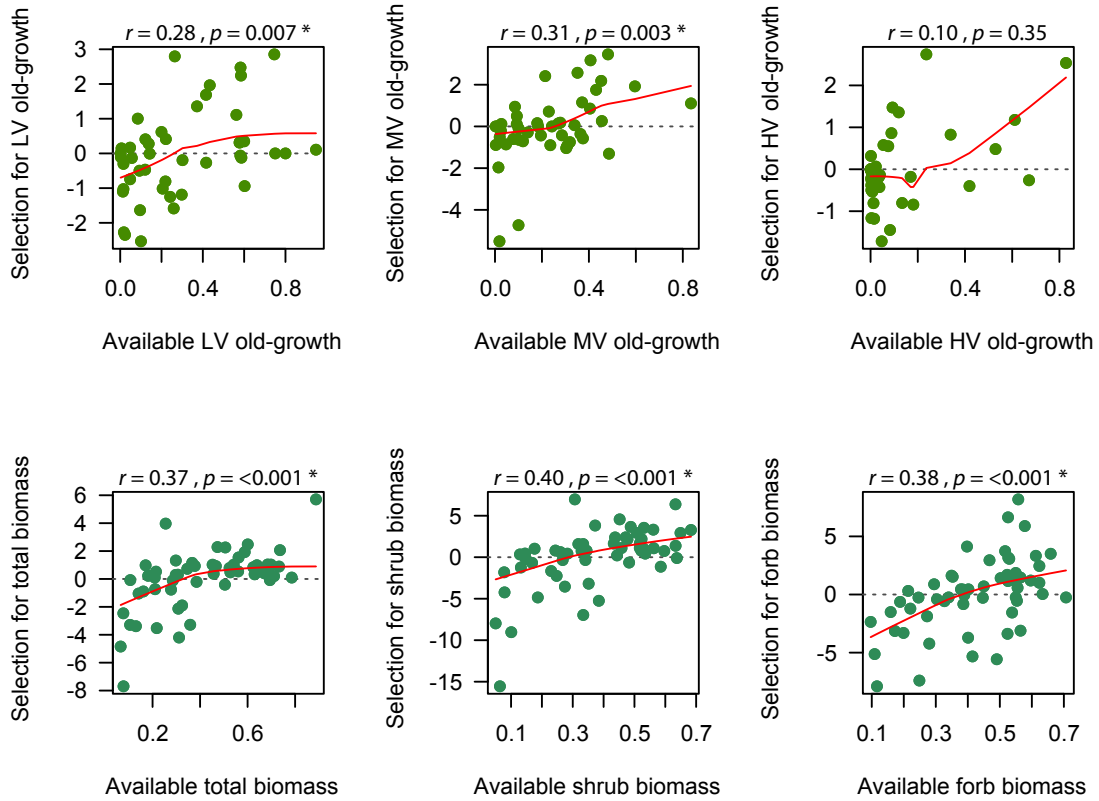 r = 0.28 , p = 0.007 *
Selection for LV old-growth
3
2
1
0
-1
-2
0.0 0.4 0.8
Available LV old-growth
r = 0.31 , p = 0.003 *
Selection for MV old-growth
2
0
-2
-4
0.0 0.4 0.8
Available MV old-growth
r = 0.10 , p = 0.35
Selection for HV old-growth
2
1
0
-1
0.0 0.4 0.8
Available HV old-growth
r = 0.37 , p = <0.001 *
Selection for total biomass
6
4
2
0
-2
-4
-6
-8
0.2 0.6
Available total biomass
r = 0.40 , p = <0.001 *
Selection for shrub biomass
5
0
-5
-10
-15
0.1 0.3 0.5 0.7
Available shrub biomass
r = 0.38 , p = <0.001 *
Selection for forb biomass
5
0
-5
0.1 0.3 0.5 0.7
Available forb biomass